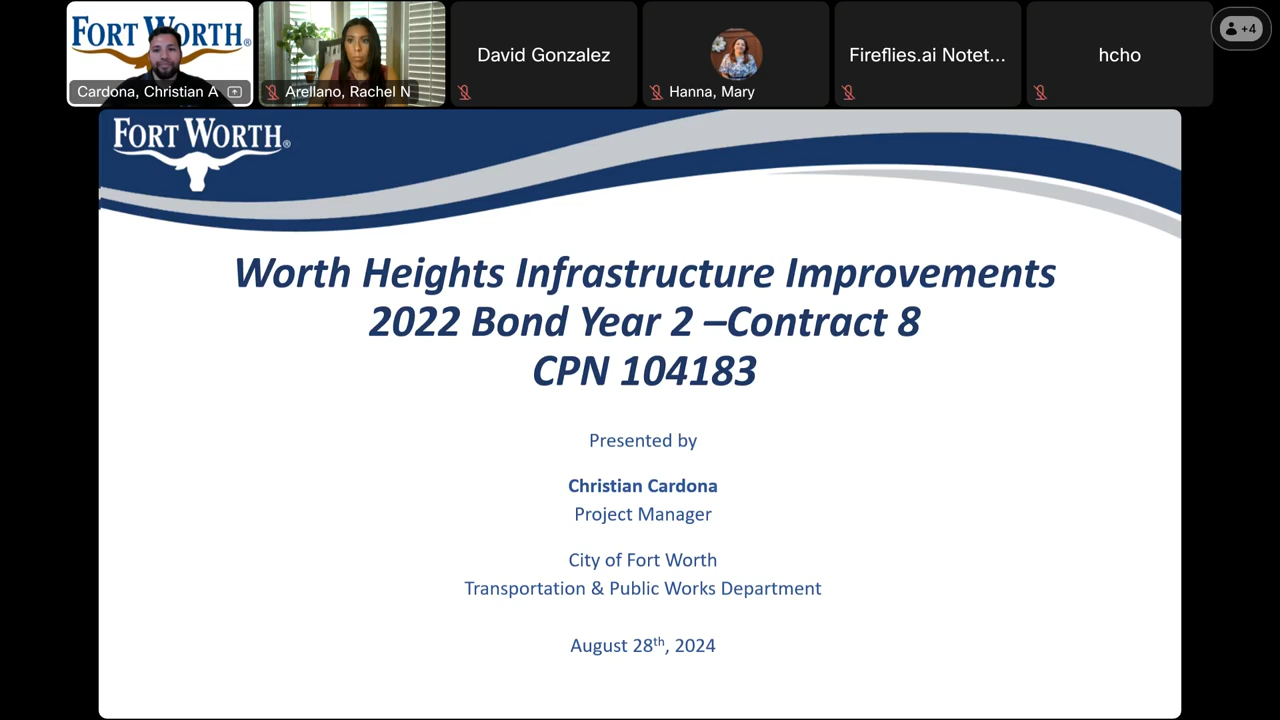 FORT WORTH®
Cardona, Christian A
Arellano, Rachel N
David Gonzalez
Hanna, Mary
Fireflies.ai Notet...
hcho
+4
FORT WORTH®
Worth Heights Infrastructure Improvements
2022 Bond Year 2 –Contract 8
CPN 104183
Presented by
Christian Cardona
Project Manager
City of Fort Worth
Transportation & Public Works Department
August 28th, 2024